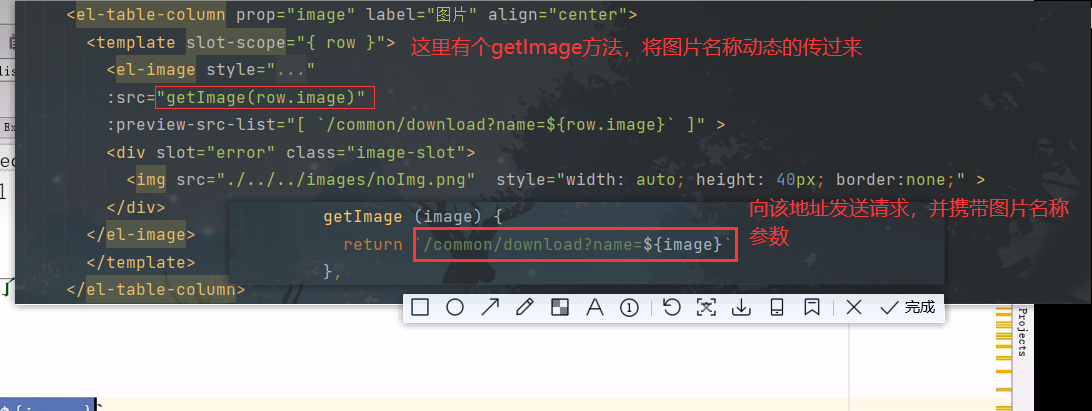 <el-table-column prop="image" label="图片" align="center">
<template slot-scope="{ row }">
这里有个getImage方法，将图片名称动态的传过来
<el-image style="..."
:src="getImage(row.image)"
:preview-src-list="[ `/common/download?name=${row.image}` ]" >
<div slot="error" class="image-slot">
<img src="./../../images/noImg.png"  style="width: auto; height: 40px; border:none;" >
</div>
</el-image>
</template>
</el-table-column>
getImage (image) {
return `/common/download?name=${image}`
},
向该地址发送请求，并携带图片名称
参数
完成
Projects